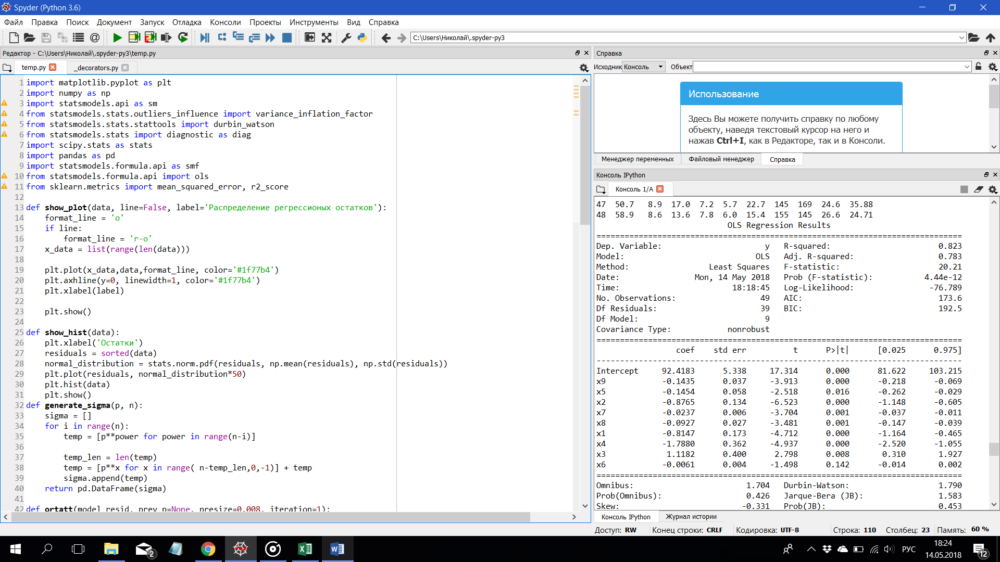 Spyder (Python 3.6)
Файл Правка Поиск Документ Запуск Отладка Консоли Проекты Инструменты Вид Справка
C:\Users\Николай\.spyder-py3
Редактор - C:\Users\Николай\.spyder-py3\temp.py
temp.py _decorators.py
1 import matplotlib.pyplot as plt
2 import numpy as np
3 import statsmodels.api as sm
4 from statsmodels.stats.outliers_influence import variance_inflation_factor
5 from statsmodels.stats.stattools import durbin_watson
6 from statsmodels.stats import diagnostic as diag
7 import scipy.stats as stats
8 import pandas as pd
9 import statsmodels.formula.api as smf
10 from statsmodels.formula.api import ols
11 from sklearn.metrics import mean_squared_error, r2_score
12
13 def show_plot(data, line=False, label='Распределение регрессионых остатков'):
14     format_line = 'o'
15     if line:
16         format_line = 'r-o'
17     x_data = list(range(len(data)))
18
19     plt.plot(x_data,data,format_line, color='#1f77b4')
20     plt.axhline(y=0, linewidth=1, color='#1f77b4')
21     plt.xlabel(label)
22
23     plt.show()
24
25 def show_hist(data):
26     plt.xlabel('Остатки')
27     residuals = sorted(data)
28     normal_distribution = stats.norm.pdf(residuals, np.mean(residuals), np.std(residuals))
29     plt.plot(residuals, normal_distribution*50)
30     plt.hist(data)
31     plt.show()
32 def generate_sigma(p, n):
33     sigma = []
34     for i in range(n):
35         temp = [p**power for power in range(n-i)]
36
37         temp_len = len(temp)
38         temp = [p**x for x in range( n-temp_len,0,-1)] + temp
39         sigma.append(temp)
40     return pd.DataFrame(sigma)
41
42 def ortatt(model_resid, prev_p=None, presize=0.008, iteration=1):
Справка
Исходник Консоль Объект
Использование
Здесь Вы можете получить справку по любому
объекту, наведя текстовый курсор на него и
нажав Ctrl+I, как в Редакторе, так и в Консоли.
Менеджер переменных Файловый менеджер Справка
Консоль IPython
Консоль 1/A
47 50.7 8.9 17.0 7.2 5.7 22.7 145 169 24.6 35.88
48 58.9 8.6 13.6 7.8 6.0 15.4 155 145 26.6 24.71
OLS Regression Results
==============================================================================
Dep. Variable: y R-squared: 0.823
Model: OLS Adj. R-squared: 0.783
Method: Least Squares F-statistic: 20.21
Date: Mon, 14 May 2018 Prob (F-statistic): 4.44e-12
Time: 18:18:45 Log-Likelihood: -76.789
No. Observations: 49 AIC: 173.6
Df Residuals: 39 BIC: 192.5
Df Model: 9
Covariance Type: nonrobust
==============================================================================
coef std err t P>|t| [0.025 0.975]
------------------------------------------------------------------------------
Intercept 92.4183 5.338 17.314 0.000 81.622 103.215
x9 -0.1435 0.037 -3.913 0.000 -0.218 -0.069
x5 -0.1454 0.058 -2.518 0.016 -0.262 -0.029
x2 -0.8765 0.134 -6.523 0.000 -1.148 -0.605
x7 -0.0237 0.006 -3.704 0.001 -0.037 -0.011
x8 -0.0927 0.027 -3.481 0.001 -0.147 -0.039
x1 -0.8147 0.173 -4.712 0.000 -1.164 -0.465
x4 -1.7880 0.362 -4.937 0.000 -2.520 -1.055
x3 1.1182 0.400 2.798 0.008 0.310 1.927
x6 -0.0061 0.004 -1.498 0.142 -0.014 0.002
==============================================================================
Omnibus: 1.704 Durbin-Watson: 1.790
Prob(Omnibus): 0.426 Jarque-Bera (JB): 1.583
Skew: -0.331 Prob(JB): 0.453
Консоль IPython Журнал истории
Доступ: RW Конец строки: CRLF Кодировка: UTF-8 Строка: 110 Столбец: 23 Память: 60 %
2
РУС
18:24
14.05.2018
12